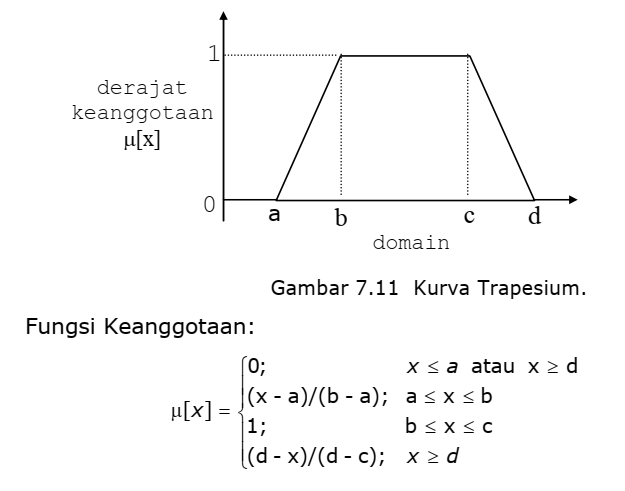 1
derajat
keanggotaan
μ[x]
0
a b c d
domain
Gambar 7.11 Kurva Trapesium.
Fungsi Keanggotaan:
0; x ≤ a atau x ≥ d
(x - a)/(b - a); a ≤ x ≤ b
μ[x] =
1; b ≤ x ≤ c
(d - x)/(d - c); x ≥ d